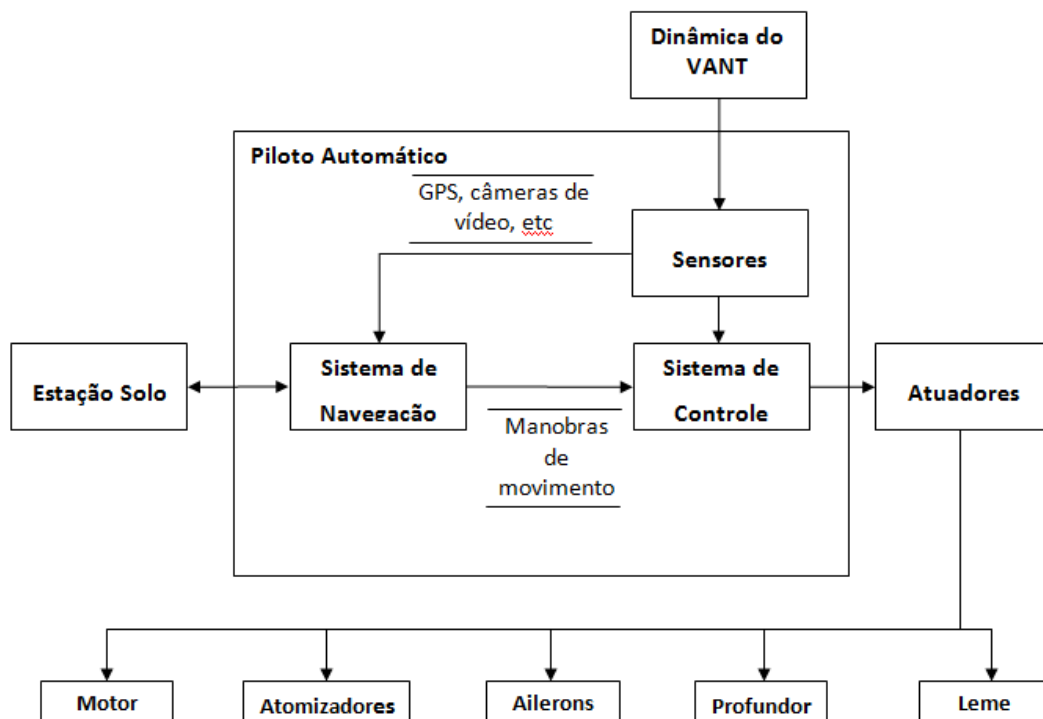 Dinâmica do
VANT
Piloto Automático
GPS, câmeras de
vídeo, etc
Sensores
Estação Solo
Sistema de
Navegação
Manobras
de
movimento
Sistema de
Controle
Atuadores
Motor
Atomizadores
Ailerons
Profundor
Leme